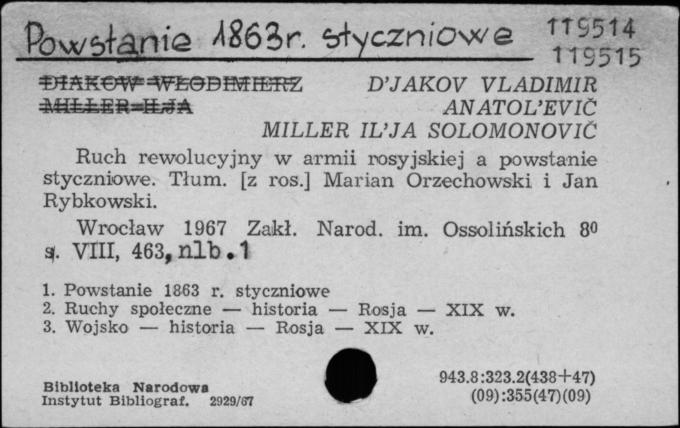 Powstanie 1863r. styczniowe 119514
119515
DIAKOW WŁODIMIERZ D'JAKOV VLADIMIR
MILLER ILJA ANATOL'EVIČ
MILLER IL'JA SOLOMONOVIČ
Ruch rewolucyjny w armii rosyjskiej a powstanie
styczniowe. Tłum. [z ros.] Marian Orzechowski i Jan
Rybkowski.
Wrocław 1967 Zakł. Narod. im. Ossolińskich 8⁰
s. VIII, 463, nlb. 1
1. Powstanie 1863 r. styczniowe
2. Ruchy społeczne — historia — Rosja — XIX w.
3. Wojsko — historia — Rosja — XIX w.
943.8:323.2(438+47)
(09):355(47)(09)
Biblioteka Narodowa
Instytut Bibliograf. 2929/67